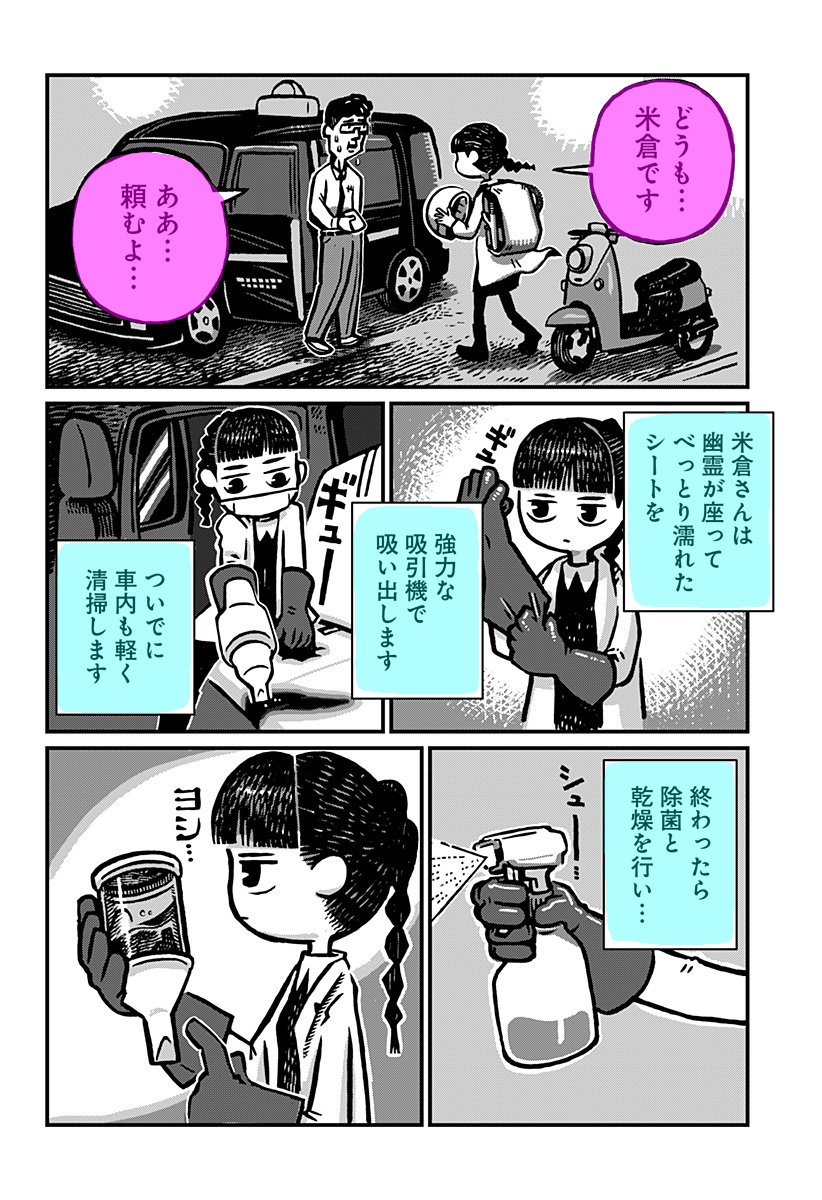 どうも…
米倉です
ああ…
頼むよ…
米倉さんは
幽霊が座って
べっとり濡れた
シートを
ギュ
強力な
吸引機で
吸い出します
ギュー
ついでに
車内も軽く
清掃します
終わったら
除菌と
乾燥を行い…
シュー…
ヨシ…